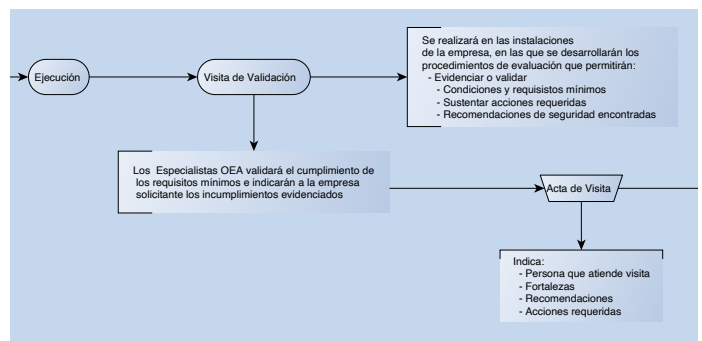 Ejecución
Visita de Validación
Se realizará en las instalaciones
de la empresa, en las que se desarrollarán los
procedimientos de evaluación que permitirán:
- Evidenciar o validar
- Condiciones y requisistos mínimos
- Sustentar acciones requeridas
- Recomendaciones de seguridad encontradas
Los Especialistas OEA validará el cumplimiento de
los requisitos mínimos e indicarán a la empresa
solicitante los incumplimientos evidenciados
Acta de Visita
Indica:
- Persona que atiende visita
- Fortalezas
- Recomendaciones
- Acciones requeridas